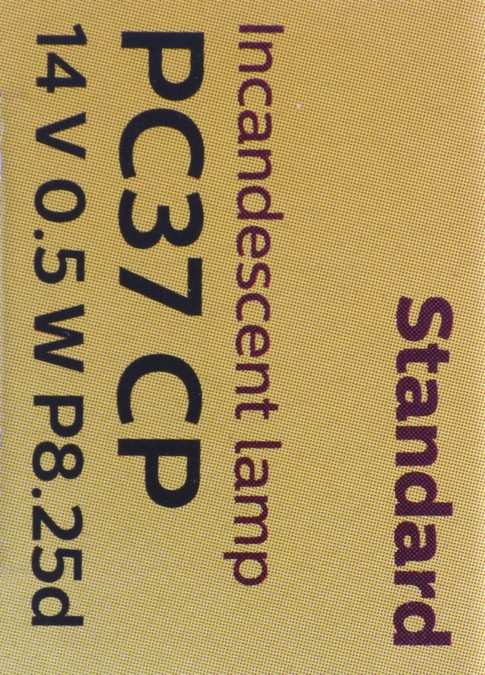 Standard
Incandescent lamp
PC37 CP
14 V 0.5 W P8.25d